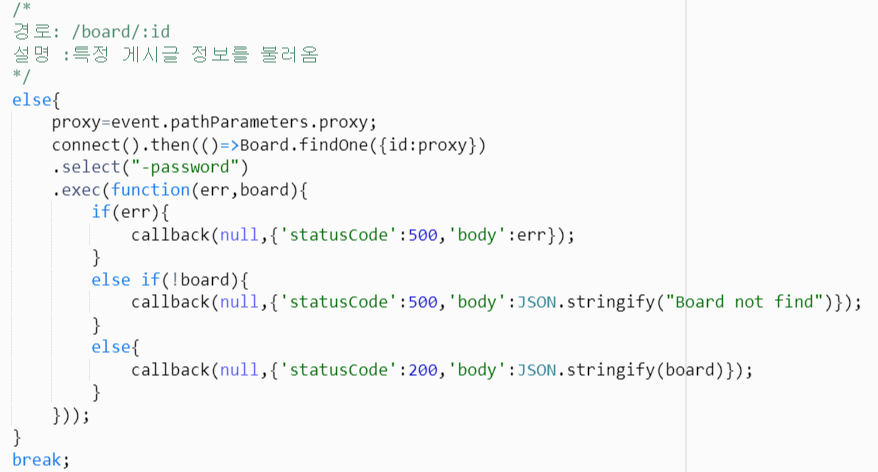 /*
경로: /board/:id
설명 :특정 게시글 정보를 불러옴
*/
else{
    proxy=event.pathParameters.proxy;
    connect().then(()=>Board.findOne({id:proxy})
    .select("-password")
    .exec(function(err,board){
        if(err){
            callback(null,{'statusCode':500,'body':err});
        }
        else if(!board){
            callback(null,{'statusCode':500,'body':JSON.stringify("Board not find")});
        }
        else{
            callback(null,{'statusCode':200,'body':JSON.stringify(board)});
        }
    }));
}
break;